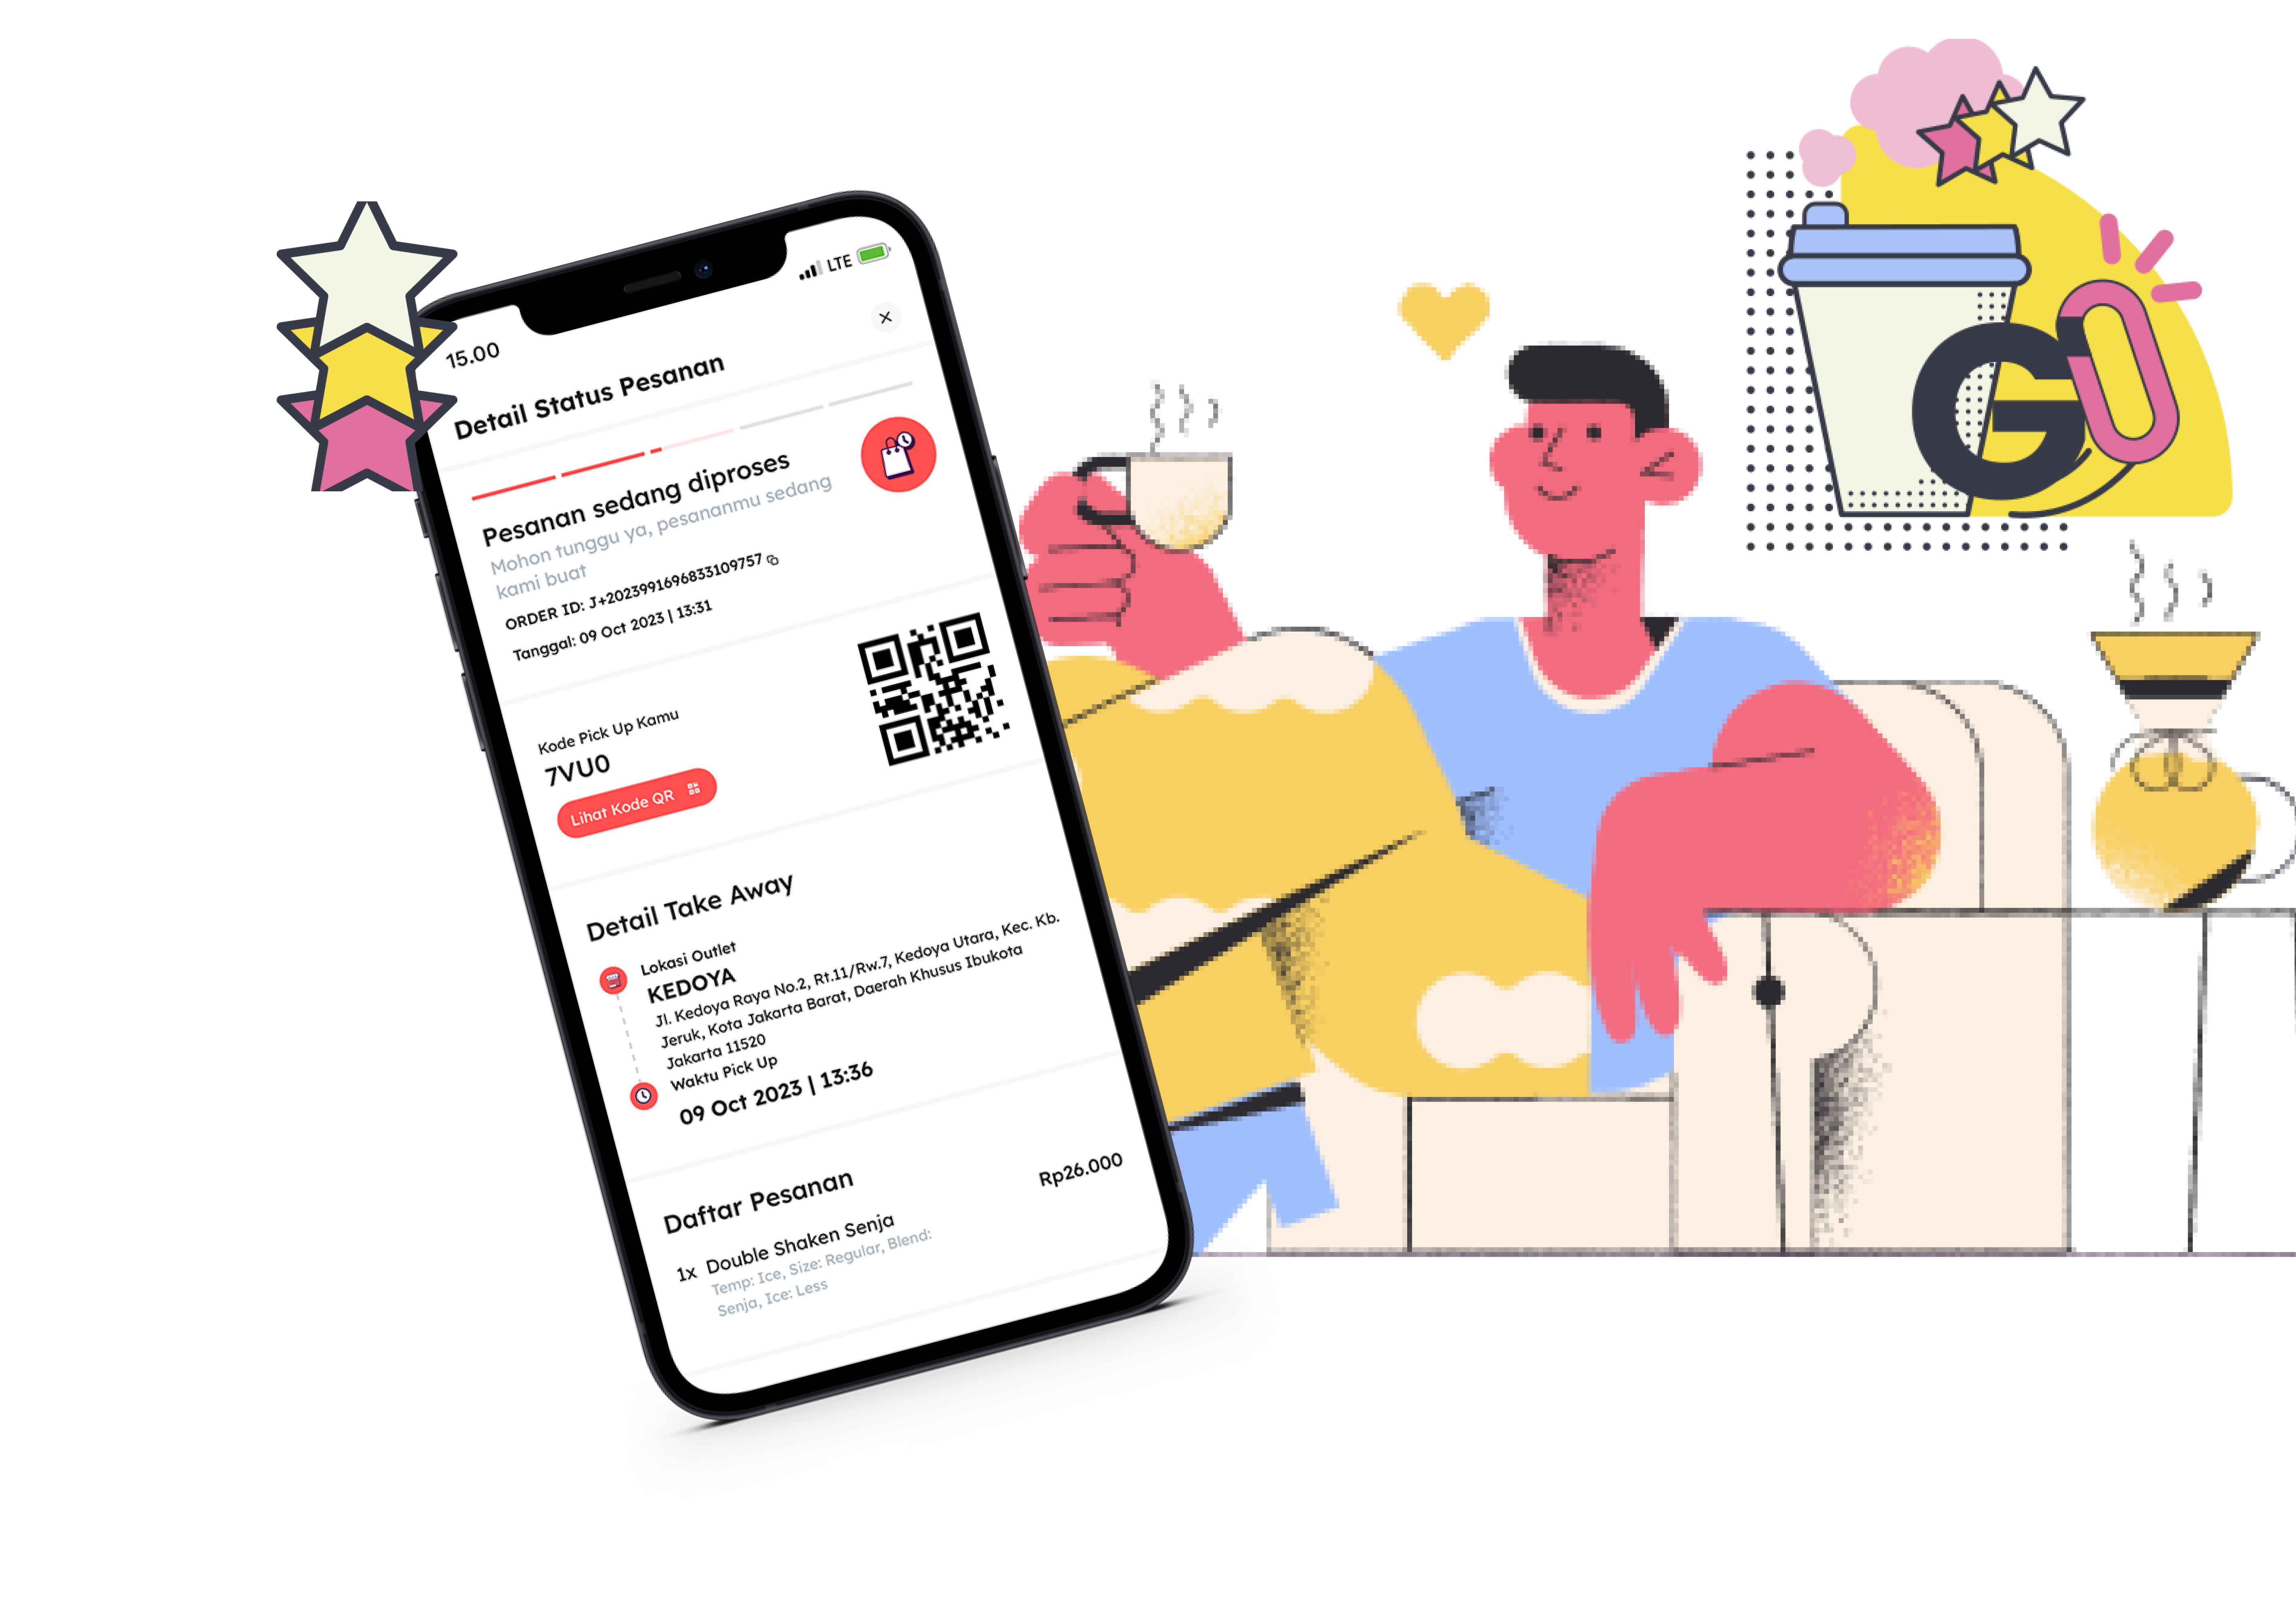 15.00
LTE
Detail Status Pesanan
Pesanan sedang diproses
Mohon tunggu ya, pesananmu sedang
kami buat
ORDER ID: J+2023991696833109757
Tanggal: 09 Oct 2023 | 13:31
Kode Pick Up Kamu
7VU0
Lihat Kode QR
Detail Take Away
Lokasi Outlet
KEDOYA
Jl. Kedoya Raya No.2, Rt.11/Rw.7, Kedoya Utara, Kec. Kb.
Jeruk, Kota Jakarta Barat, Daerah Khusus Ibukota
Jakarta 11520
Waktu Pick Up
09 Oct 2023 | 13:36
Daftar Pesanan
1x Double Shaken Senja
Rp26.000
Temp: Ice, Size: Regular, Blend:
Senja, Ice: Less
GO